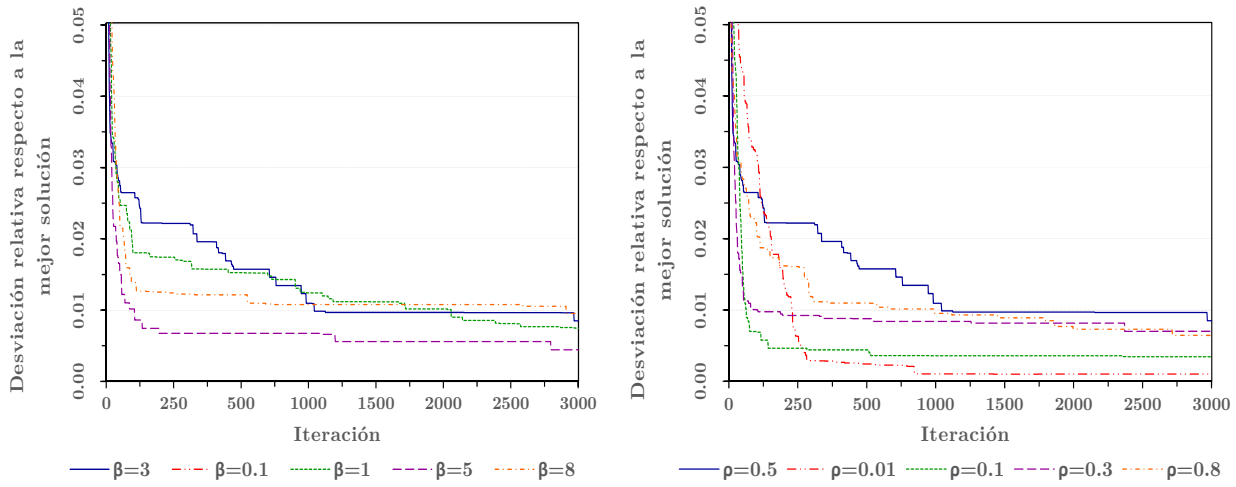 Desviación relativa respecto a la
mejor solución
0.05
0.04
0.03
0.02
0.01
0.00
0 250 500 1000 1500 2000 2500 3000
Iteración
β=3 β=0.1 β=1 β=5 β=8
Desviación relativa respecto a la
mejor solución
0.05
0.04
0.03
0.02
0.01
0.00
0 250 500 1000 1500 2000 2500 3000
Iteración
ρ=0.5 ρ=0.01 ρ=0.1 ρ=0.3 ρ=0.8